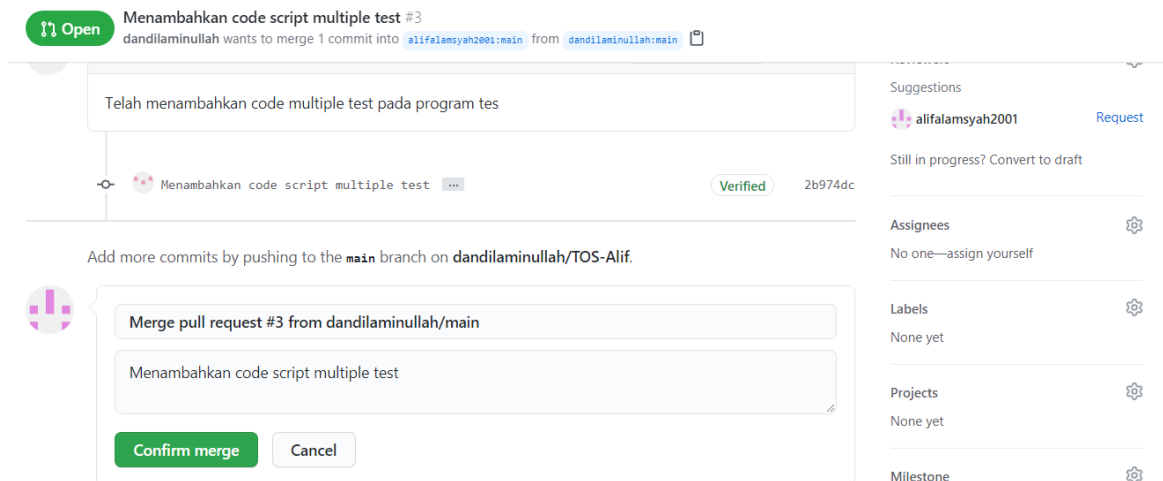 Open
Menambahkan code script multiple test #3
dandilaminullah wants to merge 1 commit into alifalamsyah2001:main from dandilaminullah:main
Telah menambahkan code multiple test pada program tes
Menambahkan code script multiple test ...
Verified
2b974dc
Add more commits by pushing to the main branch on dandilaminullah/TOS-Alif.
Merge pull request #3 from dandilaminullah/main
Menambahkan code script multiple test
Confirm merge
Cancel
Reviewers
Suggestions
alifalamsyah2001
Request
Still in progress? Convert to draft
Assignees
No one—assign yourself
Labels
None yet
Projects
None yet
Milestone